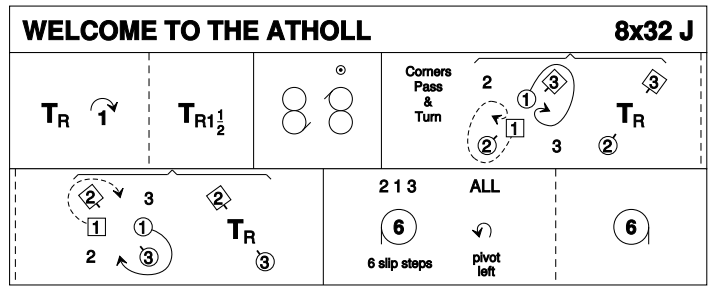 WELCOME TO THE ATHOLL 8x32 J
TR 1
TR1½
Corners
Pass
&
Turn
2 3 3
1
1 TR
2 3 2
2 3 2
1 1 TR
2 3 3
2 1 3 ALL
6
6 slip steps
pivot
left
6